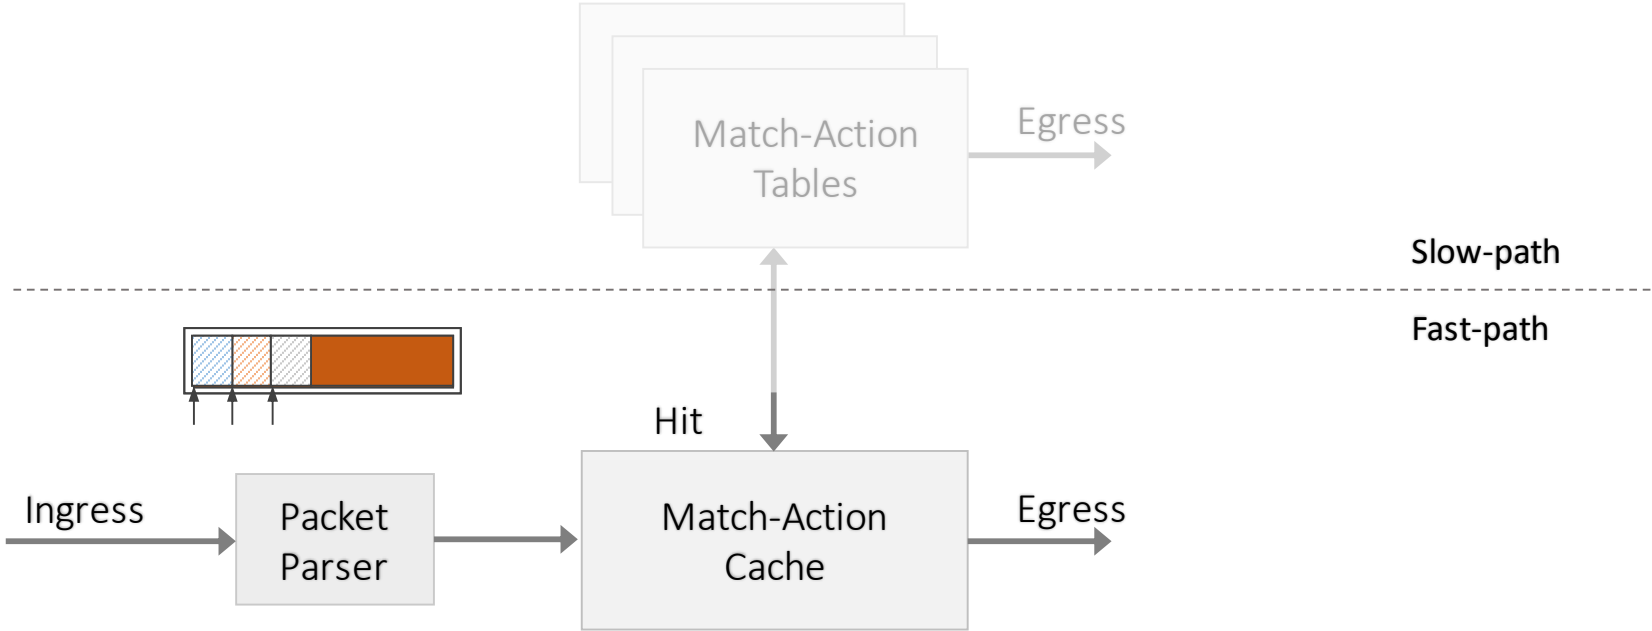 Match-Action
Tables
Egress
Slow-path
Fast-path
Hit
Ingress
Packet
Parser
Match-Action
Cache
Egress